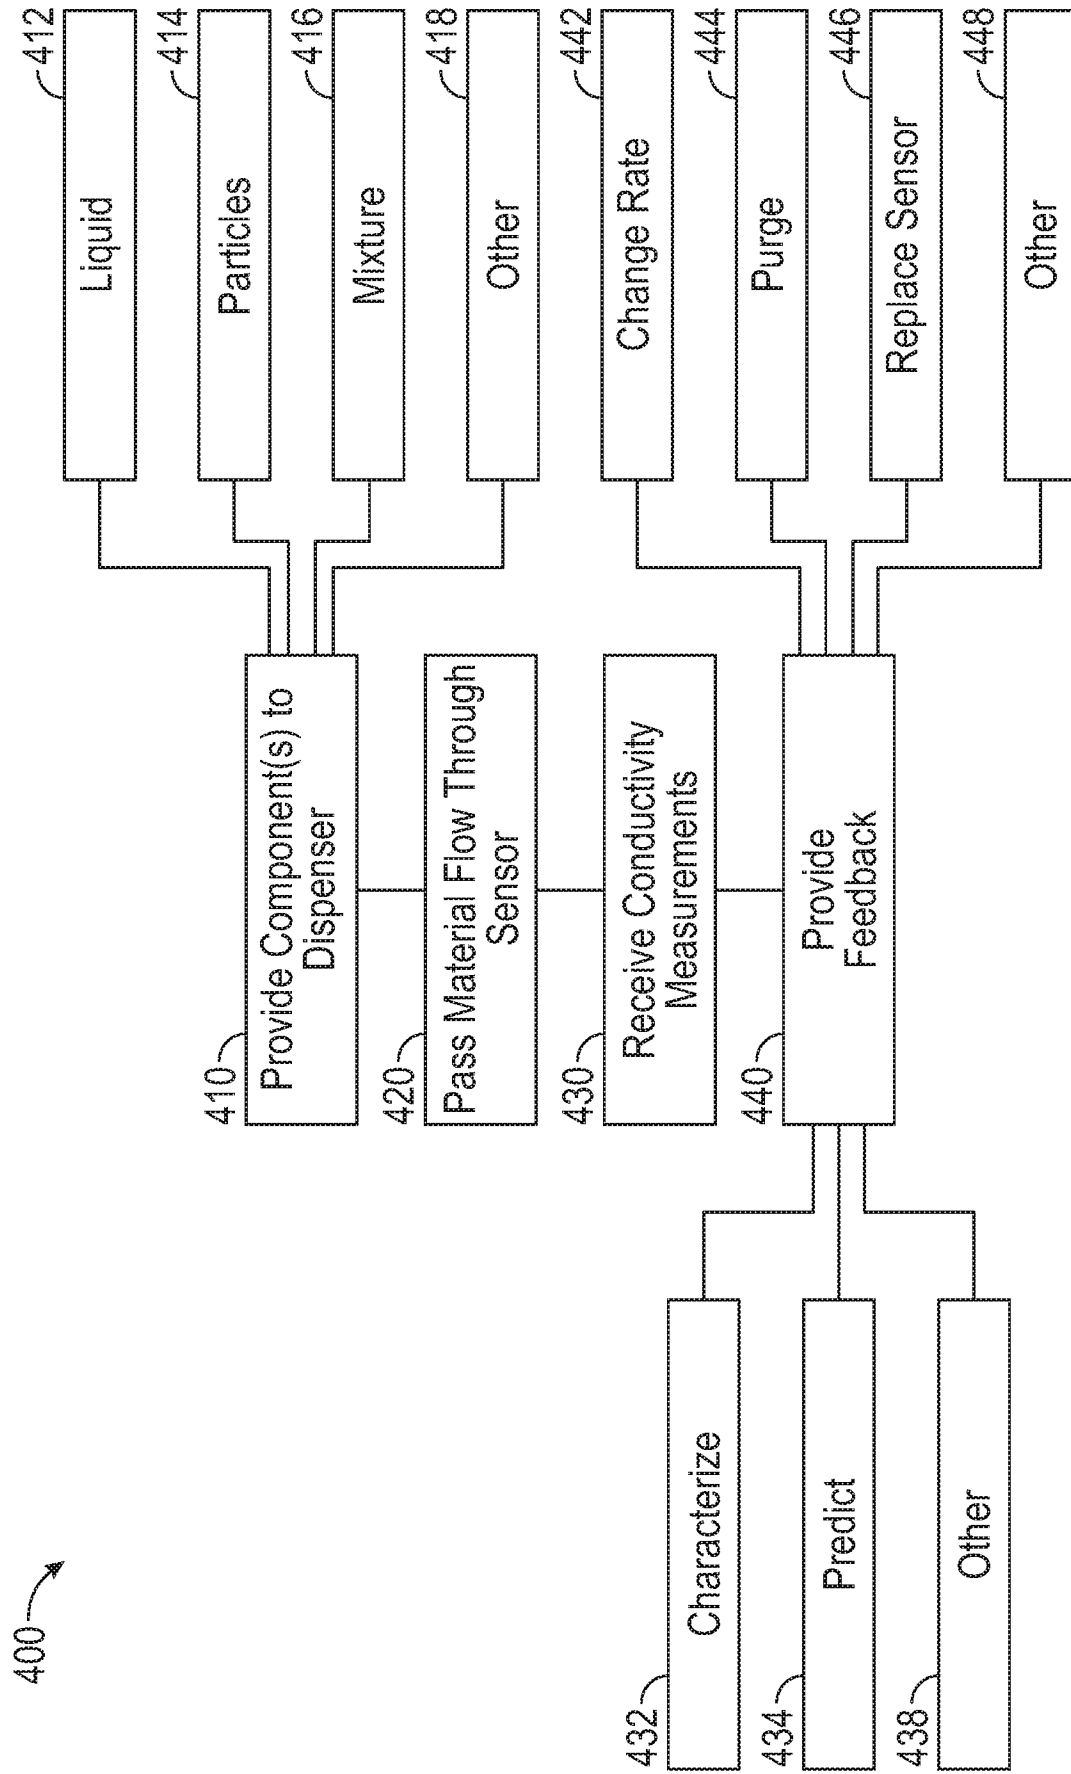 400
410
Provide Component(s) to
Dispenser
412
Liquid
414
Particles
416
Mixture
418
Other
420
Pass Material Flow Through
Sensor
430
Receive Conductivity
Measurements
432
Characterize
434
Predict
438
Other
440
Provide
Feedback
442
Change Rate
444
Purge
446
Replace Sensor
448
Other